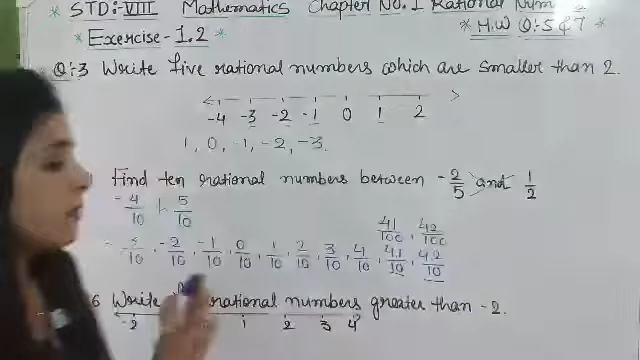 * STD:-VIII Mathematics Chapter No.1 Rational Num
* Exercise-1.2 * * H.W Q:5 & 7 *
Q:3 Write five rational numbers which are smaller than 2.
-4 -3 -2 -1 0 1 2
1, 0, -1, -2, -3.
Find ten rational numbers between -2/5 and 1/2
-4/10, 5/10
41/100, 42/100
-3/10, -2/10, -1/10, 0/10, 1/10, 2/10, 3/10, 4/10, 4.1/10, 4.2/10
6 Write rational numbers greater than -2.
-2 1 2 3 4